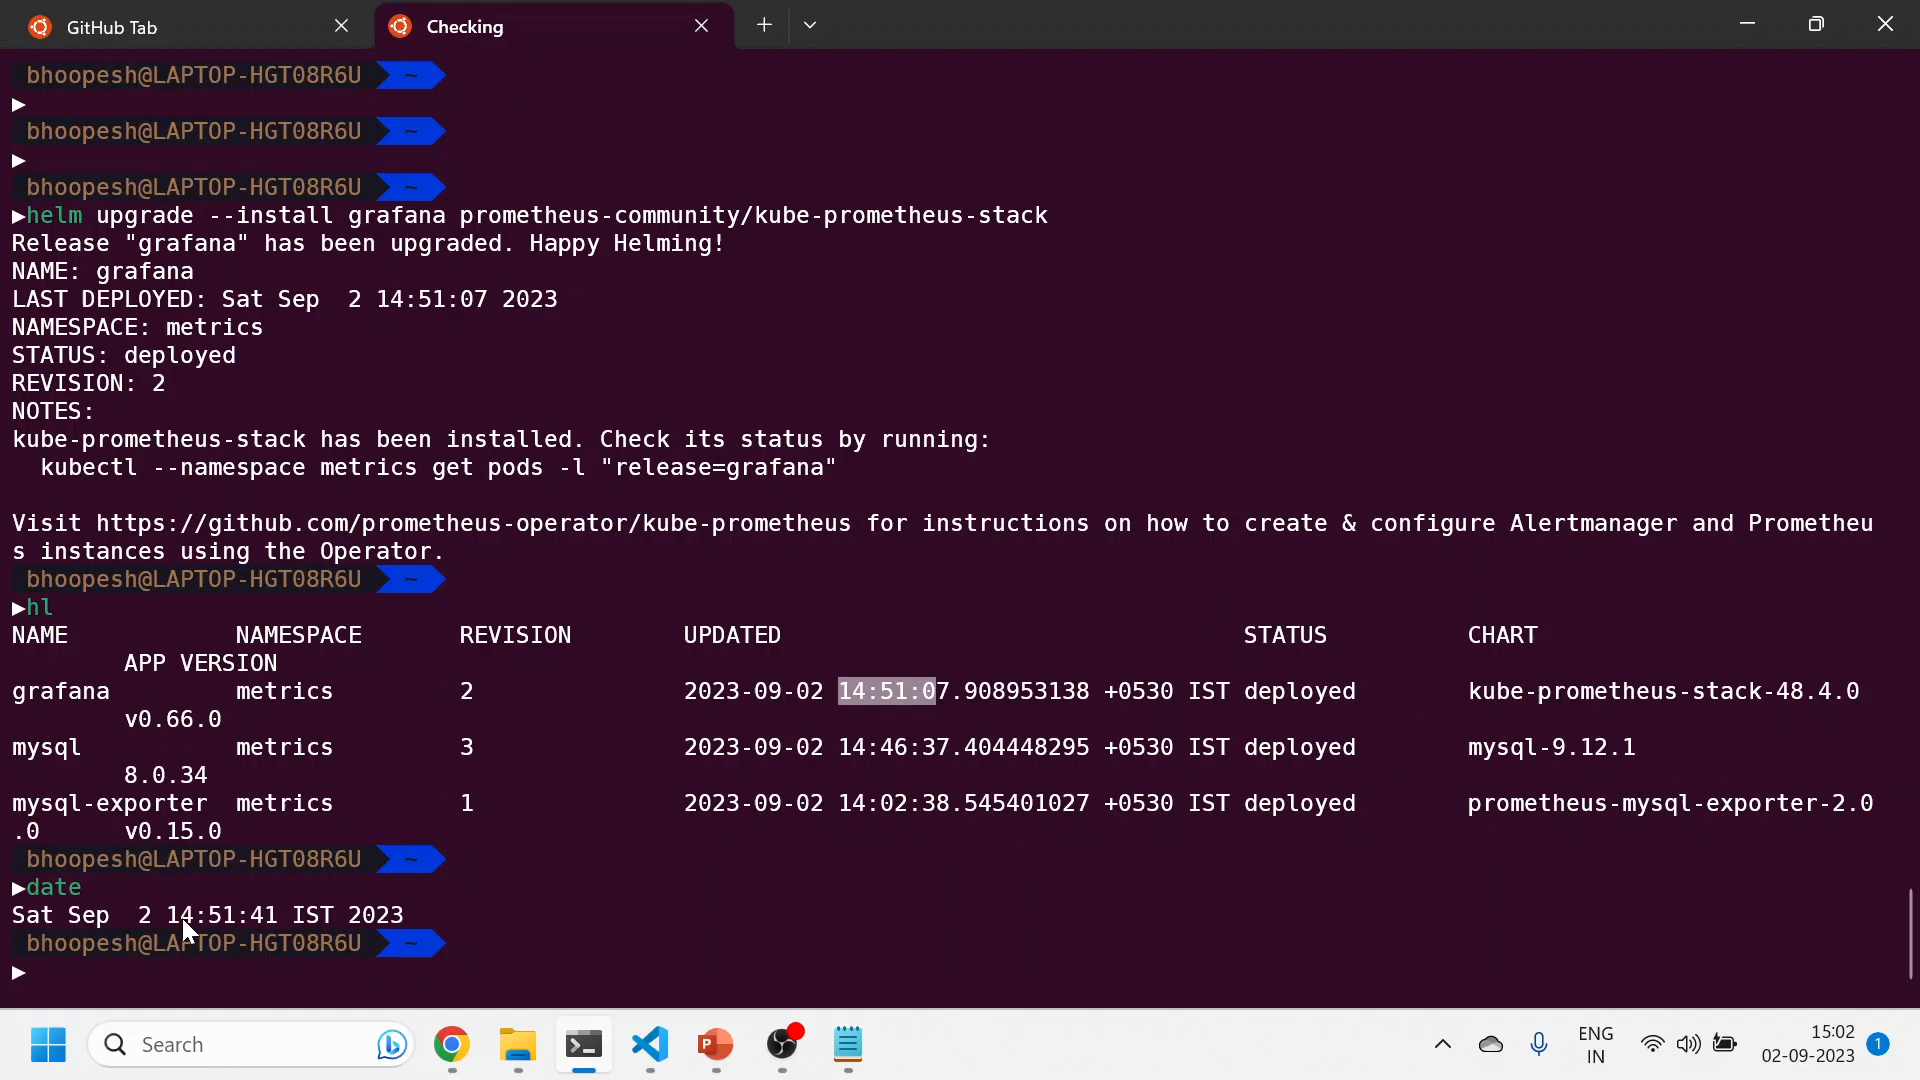 GitHub Tab
Checking
bhoopesh@LAPTOP-HGT08R6U ~
bhoopesh@LAPTOP-HGT08R6U ~
bhoopesh@LAPTOP-HGT08R6U ~
helm upgrade --install grafana prometheus-community/kube-prometheus-stack
Release "grafana" has been upgraded. Happy Helming!
NAME: grafana
LAST DEPLOYED: Sat Sep  2 14:51:07 2023
NAMESPACE: metrics
STATUS: deployed
REVISION: 2
NOTES:
kube-prometheus-stack has been installed. Check its status by running:
  kubectl --namespace metrics get pods -l "release=grafana"
Visit https://github.com/prometheus-operator/kube-prometheus for instructions on how to create & configure Alertmanager and Prometheu
s instances using the Operator.
bhoopesh@LAPTOP-HGT08R6U ~
hl
NAME            NAMESPACE       REVISION        UPDATED                                 STATUS          CHART
        APP VERSION
grafana         metrics         2               2023-09-02 14:51:07.908953138 +0530 IST deployed        kube-prometheus-stack-48.4.0
        v0.66.0
mysql           metrics         3               2023-09-02 14:46:37.404448295 +0530 IST deployed        mysql-9.12.1
        8.0.34
mysql-exporter  metrics         1               2023-09-02 14:02:38.545401027 +0530 IST deployed        prometheus-mysql-exporter-2.0
.0      v0.15.0
bhoopesh@LAPTOP-HGT08R6U ~
date
Sat Sep  2 14:51:41 IST 2023
bhoopesh@LAPTOP-HGT08R6U ~
Search
ENG
IN
15:02
02-09-2023
1